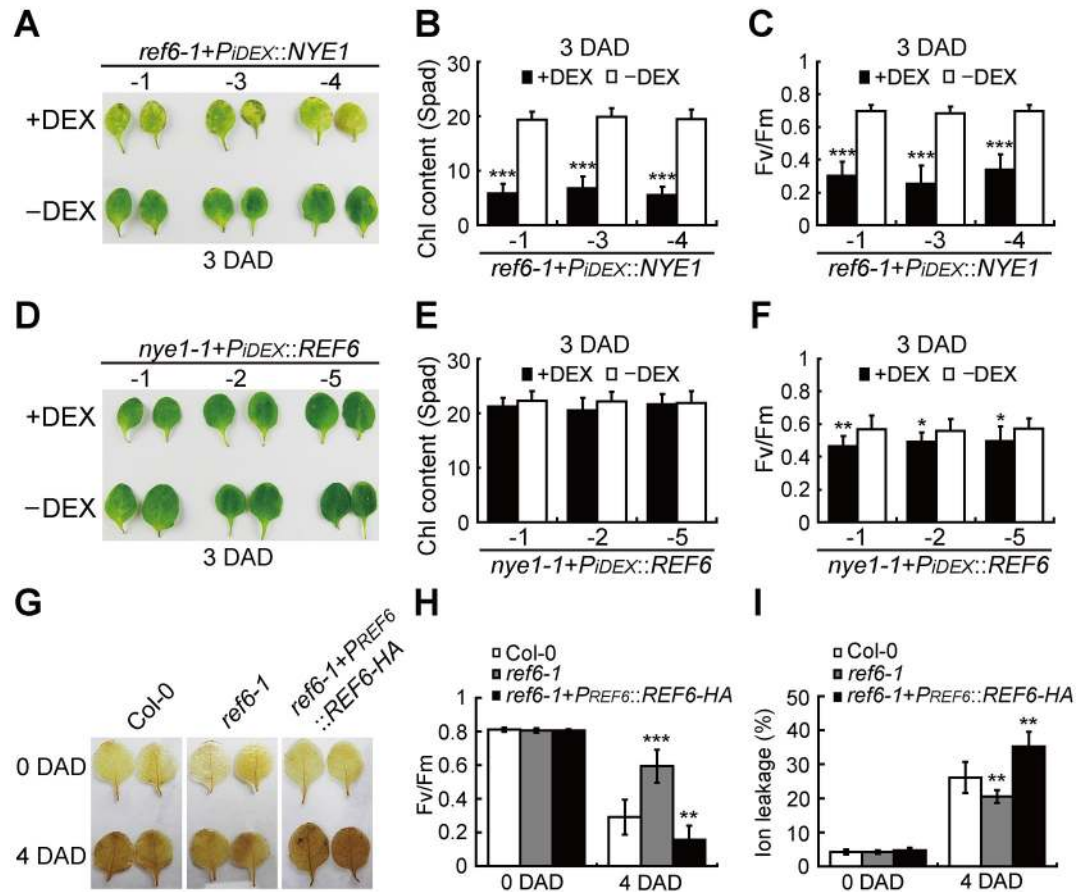 A
ref6-1+PiDEX::NYE1
-1 -3 -4
+DEX
−DEX
3 DAD
B
3 DAD
+DEX −DEX
Chl content (Spad)
30
20
10
0
***
***
***
-1 -3 -4
ref6-1+PiDEX::NYE1
C
3 DAD
+DEX −DEX
Fv/Fm
1
0.8
0.6
0.4
0.2
0
***
***
***
-1 -3 -4
ref6-1+PiDEX::NYE1
D
nye1-1+PiDEX::REF6
-1 -2 -5
+DEX
−DEX
3 DAD
E
3 DAD
+DEX −DEX
Chl content (Spad)
30
20
10
0
-1 -2 -5
nye1-1+PiDEX::REF6
F
3 DAD
+DEX −DEX
Fv/Fm
1
0.8
0.6
0.4
0.2
0
**
*
*
-1 -2 -5
nye1-1+PiDEX::REF6
G
Col-0
ref6-1
ref6-1+PREF6
::REF6-HA
0 DAD
4 DAD
H
Col-0
ref6-1
ref6-1+PREF6::REF6-HA
Fv/Fm
1
0.8
0.6
0.4
0.2
0
***
**
0 DAD 4 DAD
I
Col-0
ref6-1
ref6-1+PREF6::REF6-HA
Ion leakage (%)
50
40
30
20
10
0
**
**
0 DAD 4 DAD